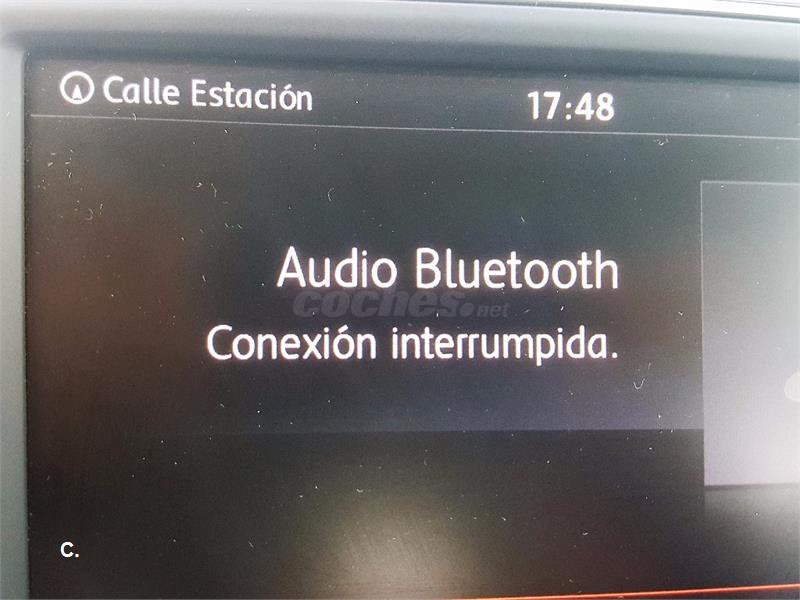 Calle Estación
17:48
Audio Bluetooth
coches.net
Conexión interrumpida.
C.